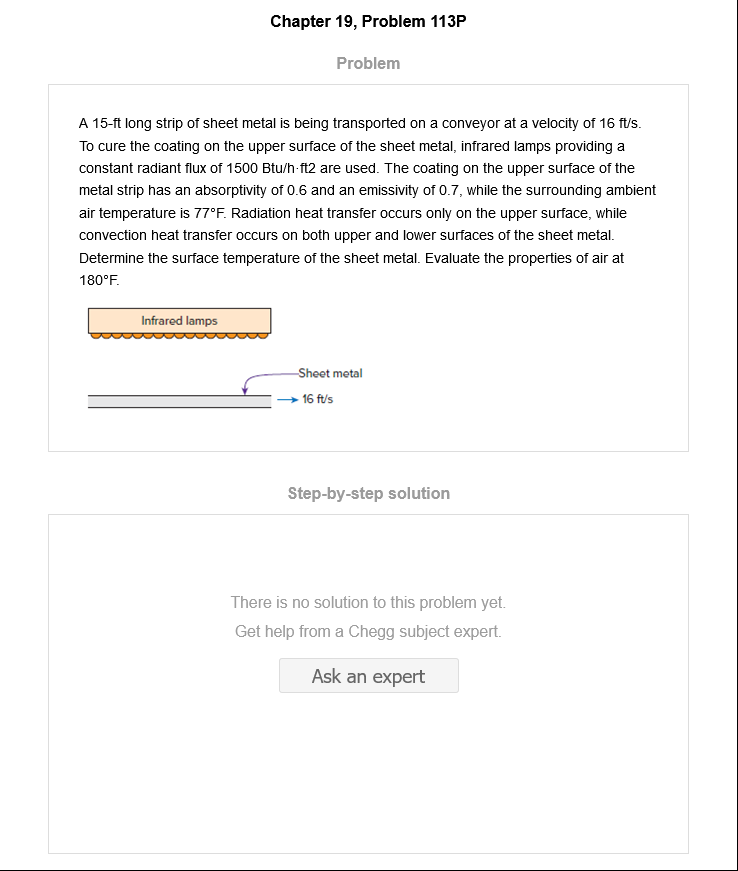 Chapter 19, Problem 113P
Problem
A 15-ft long strip of sheet metal is being transported on a conveyor at a velocity of 16 ft/s.
To cure the coating on the upper surface of the sheet metal, infrared lamps providing a
constant radiant flux of 1500 Btu/h·ft2 are used. The coating on the upper surface of the
metal strip has an absorptivity of 0.6 and an emissivity of 0.7, while the surrounding ambient
air temperature is 77°F. Radiation heat transfer occurs only on the upper surface, while
convection heat transfer occurs on both upper and lower surfaces of the sheet metal.
Determine the surface temperature of the sheet metal. Evaluate the properties of air at
180°F.
Infrared lamps
Sheet metal
16 ft/s
Step-by-step solution
There is no solution to this problem yet.
Get help from a Chegg subject expert.
Ask an expert